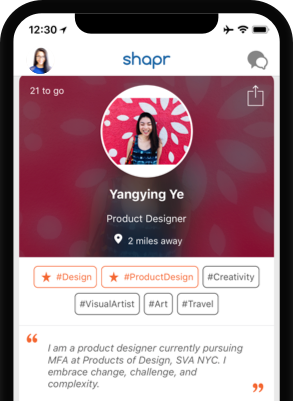 12:30
shapr
21 to go
Yangying Ye
Product Designer
2 miles away
★ #Design ★ #ProductDesign #Creativity
#VisualArtist #Art #Travel
“ I am a product designer currently pursuing
MFA at Products of Design, SVA NYC. I
embrace change, challenge, and
complexity. ”